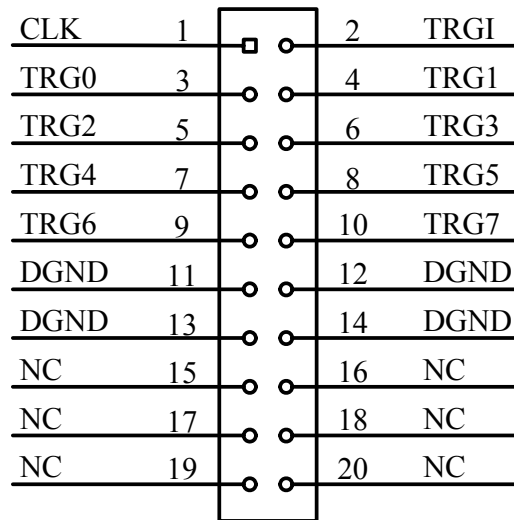 CLK 1 2 TRGI
TRG0 3 4 TRG1
TRG2 5 6 TRG3
TRG4 7 8 TRG5
TRG6 9 10 TRG7
DGND 11 12 DGND
DGND 13 14 DGND
NC 15 16 NC
NC 17 18 NC
NC 19 20 NC